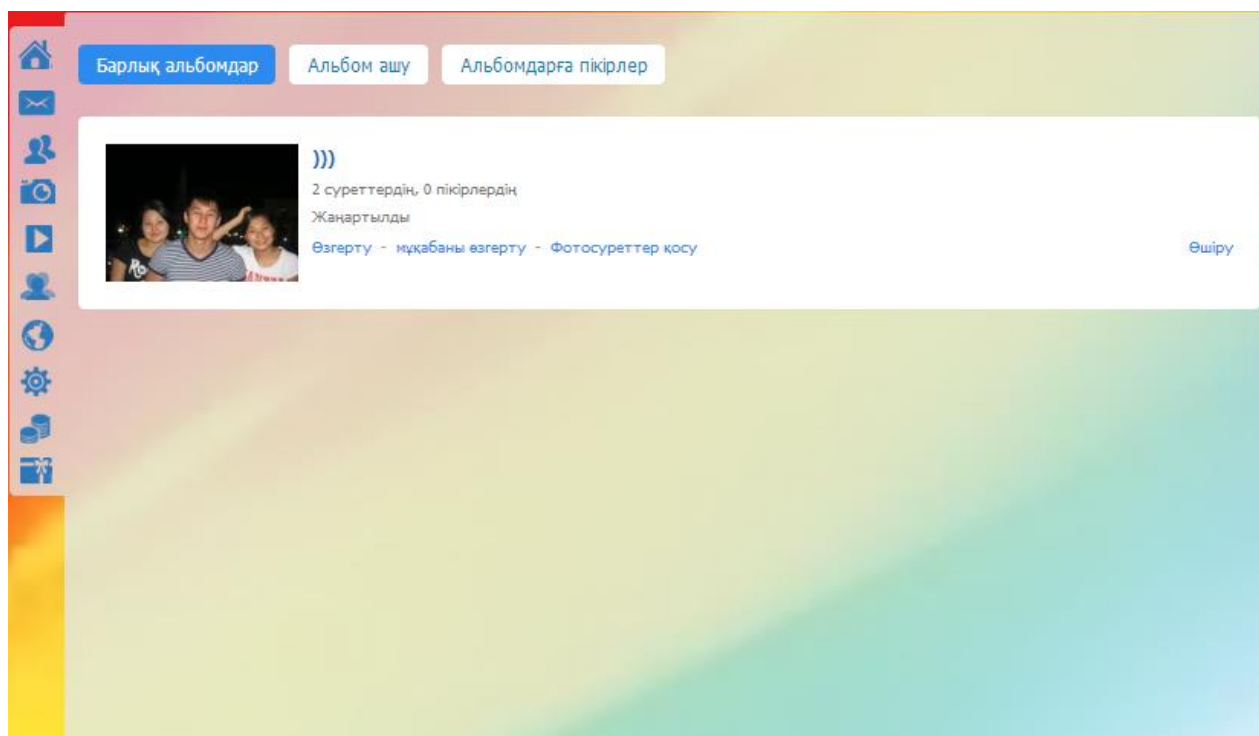 Барлық альбомдар
Альбом ашу
Альбомдарға пікірлер
)))
2 суреттердің, 0 пікірлердің
Жаңартылды
Өзгерту - мұқабаны өзгерту - Фотосуреттер қосу
Өшіру